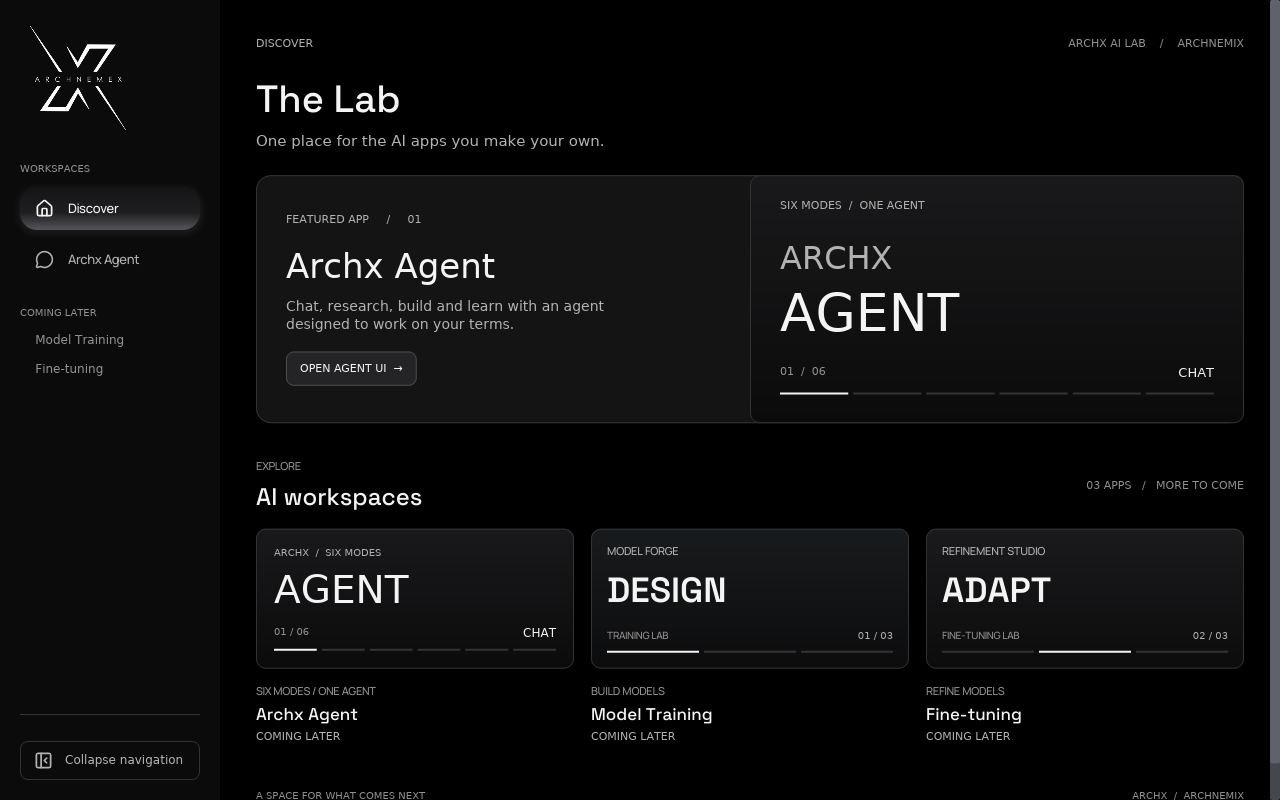 ARCHNEMEX
WORKSPACES
Discover
Archx Agent
COMING LATER
Model Training
Fine-tuning
Collapse navigation
DISCOVER
ARCHX AI LAB / ARCHNEMIX
The Lab
One place for the AI apps you make your own.
FEATURED APP / 01
Archx Agent
Chat, research, build and learn with an agent
designed to work on your terms.
OPEN AGENT UI →
SIX MODES / ONE AGENT
ARCHX
AGENT
01 / 06
CHAT
EXPLORE
AI workspaces
03 APPS / MORE TO COME
ARCHX / SIX MODES
AGENT
01 / 06
CHAT
SIX MODES / ONE AGENT
Archx Agent
COMING LATER
MODEL FORGE
DESIGN
TRAINING LAB
01 / 03
BUILD MODELS
Model Training
COMING LATER
REFINEMENT STUDIO
ADAPT
FINE-TUNING LAB
02 / 03
REFINE MODELS
Fine-tuning
COMING LATER
A SPACE FOR WHAT COMES NEXT
ARCHX / ARCHNEMIX